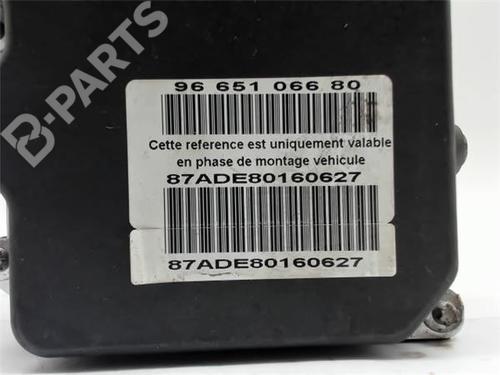 B-PARTS
96 651 066 80
Cette reference est uniquement valable
en phase de montage vehicule
87ADE80160627
87ADE80160627